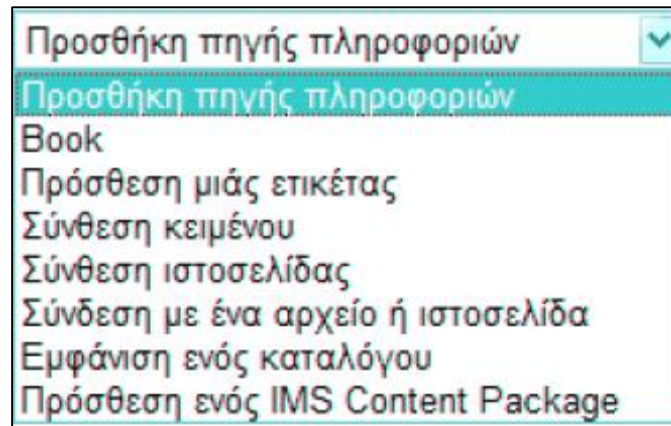 Προσθήκη πηγής πληροφοριών
Προσθήκη πηγής πληροφοριών
Book
Πρόσθεση μιάς ετικέτας
Σύνθεση κειμένου
Σύνθεση ιστοσελίδας
Σύνδεση με ένα αρχείο ή ιστοσελίδα
Εμφάνιση ενός καταλόγου
Πρόσθεση ενός IMS Content Package